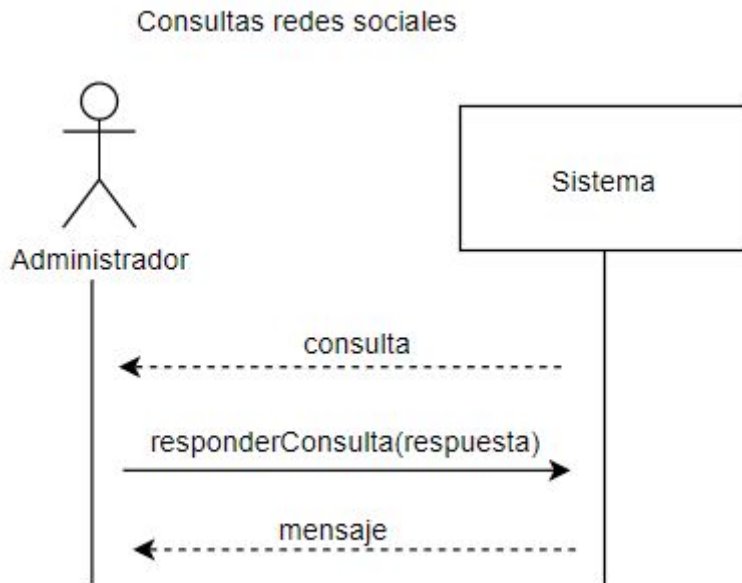 Consultas redes sociales
Sistema
Administrador
consulta
responderConsulta(respuesta)
mensaje